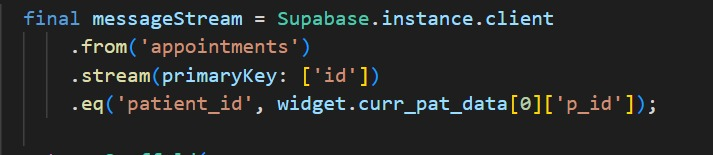 final messageStream = Supabase.instance.client
.from('appointments')
.stream(primaryKey: ['id'])
.eq('patient_id', widget.curr_pat_data[0]['p_id']);